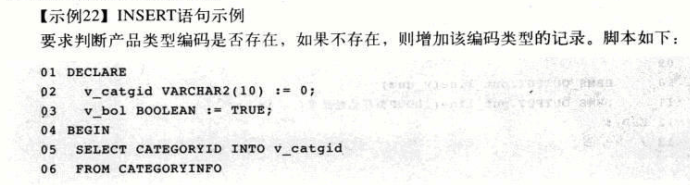 【示例22】INSERT语句示例
要求判断产品类型编码是否存在，如果不存在，则增加该编码类型的记录。脚本如下：
01 DECLARE
02 v_catgid VARCHAR2(10) := 0;
03 v_bol BOOLEAN := TRUE;
04 BEGIN
05 SELECT CATEGORYID INTO v_catgid
06 FROM CATEGORYINFO